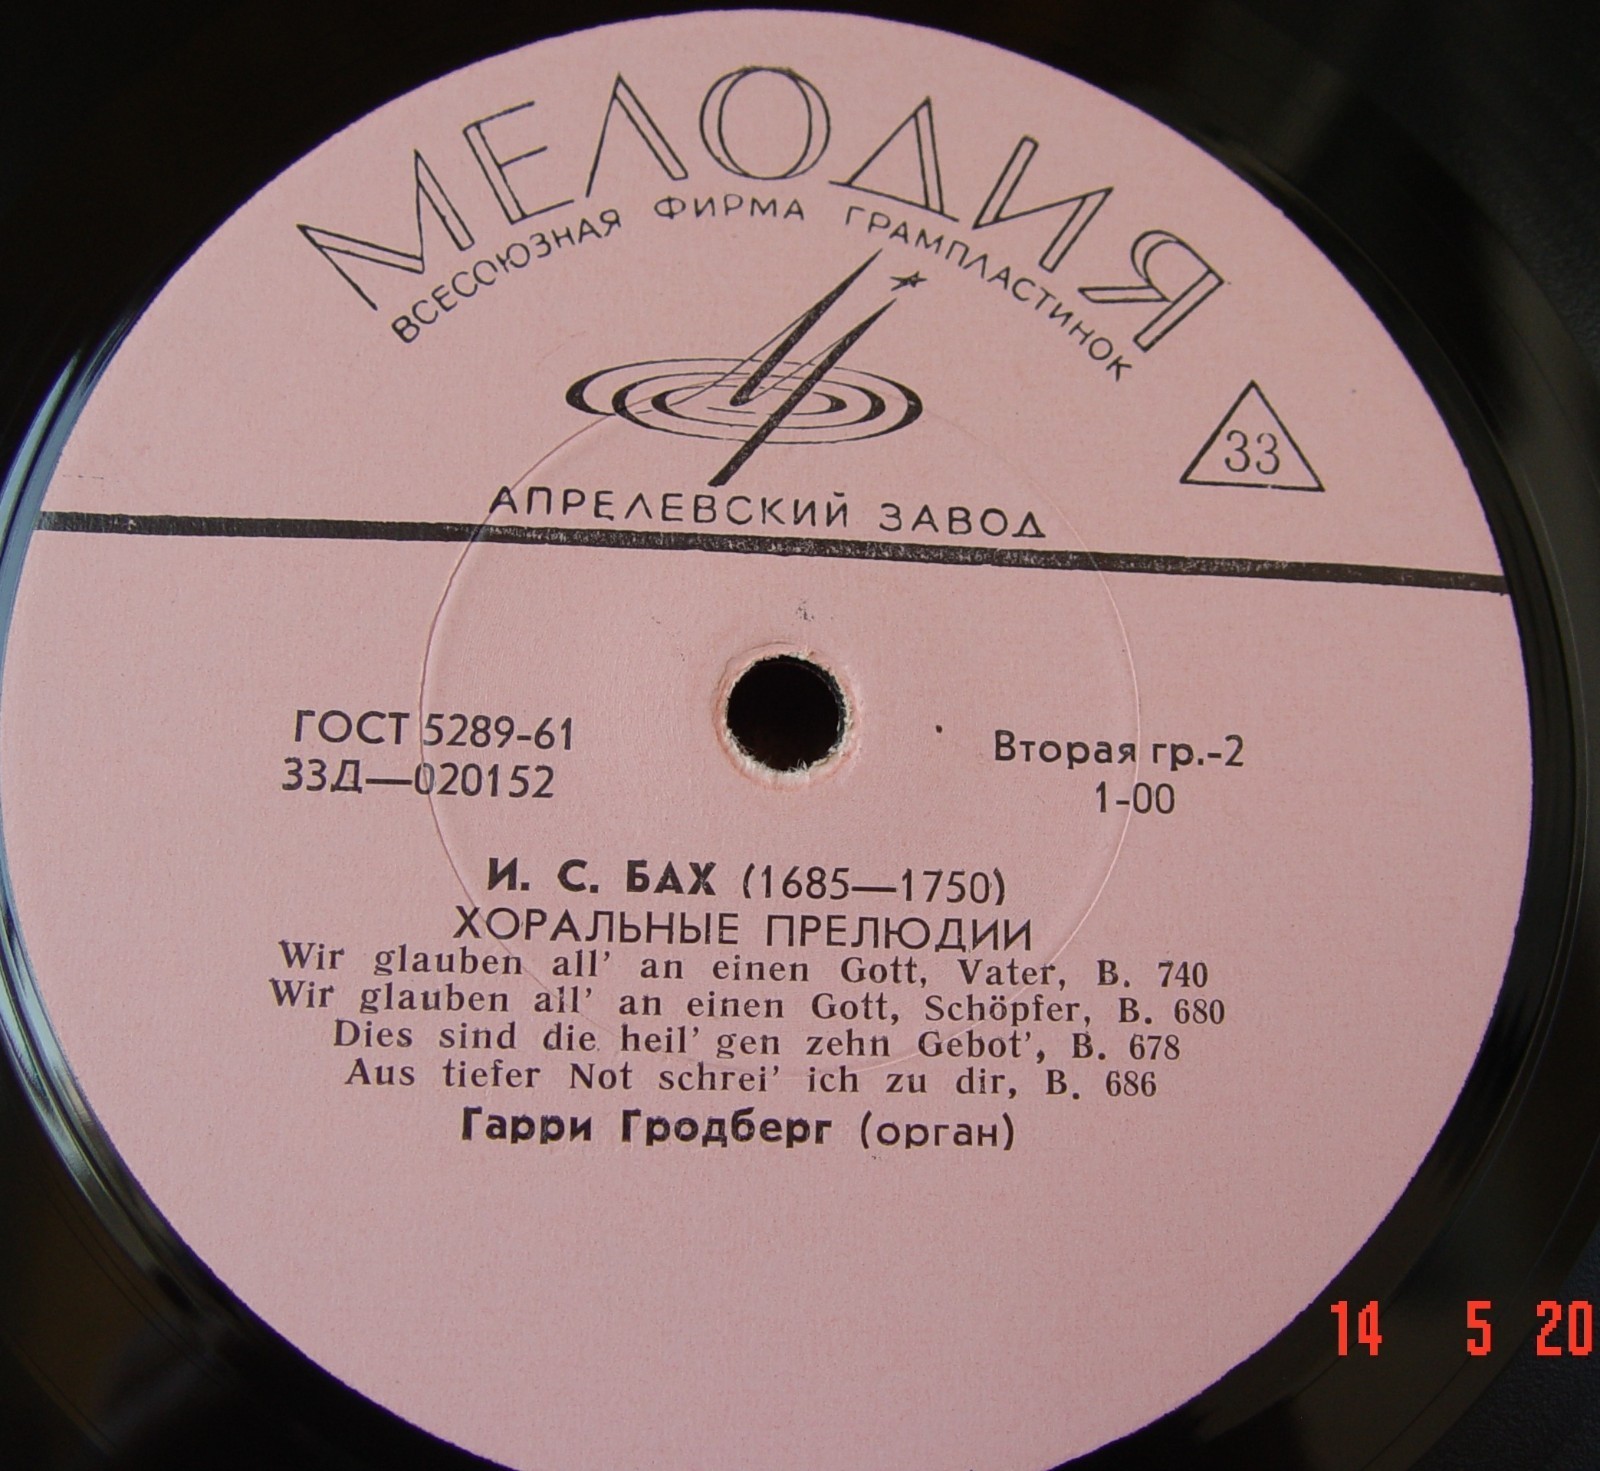 МЕЛОДИЯ
ВСЕСОЮЗНАЯ ФИРМА ГРАМПЛАСТИНОК
33
АПРЕЛЕВСКИЙ ЗАВОД
ГОСТ 5289-61
33Д—020152
Вторая гр.-2
1-00
И. С. БАХ (1685—1750)
ХОРАЛЬНЫЕ ПРЕЛЮДИИ
Wir glauben all’ an einen Gott, Vater, B. 740
Wir glauben all’ an einen Gott, Schöpfer, B. 680
Dies sind die heil’ gen zehn Gebot’, B. 678
Aus tiefer Not schrei’ ich zu dir, B. 686
Гарри Гродберг (орган)
14 5 20